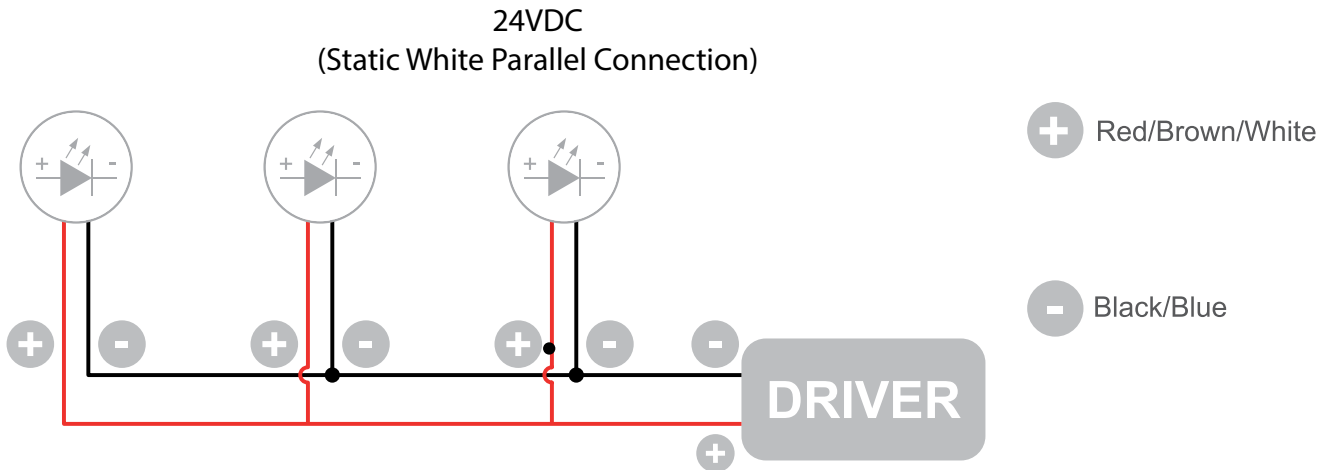 24VDC
(Static White Parallel Connection)
+ -
+ -
+ -
+ Red/Brown/White
+ -
+ -
+ -
-
- Black/Blue
DRIVER
+